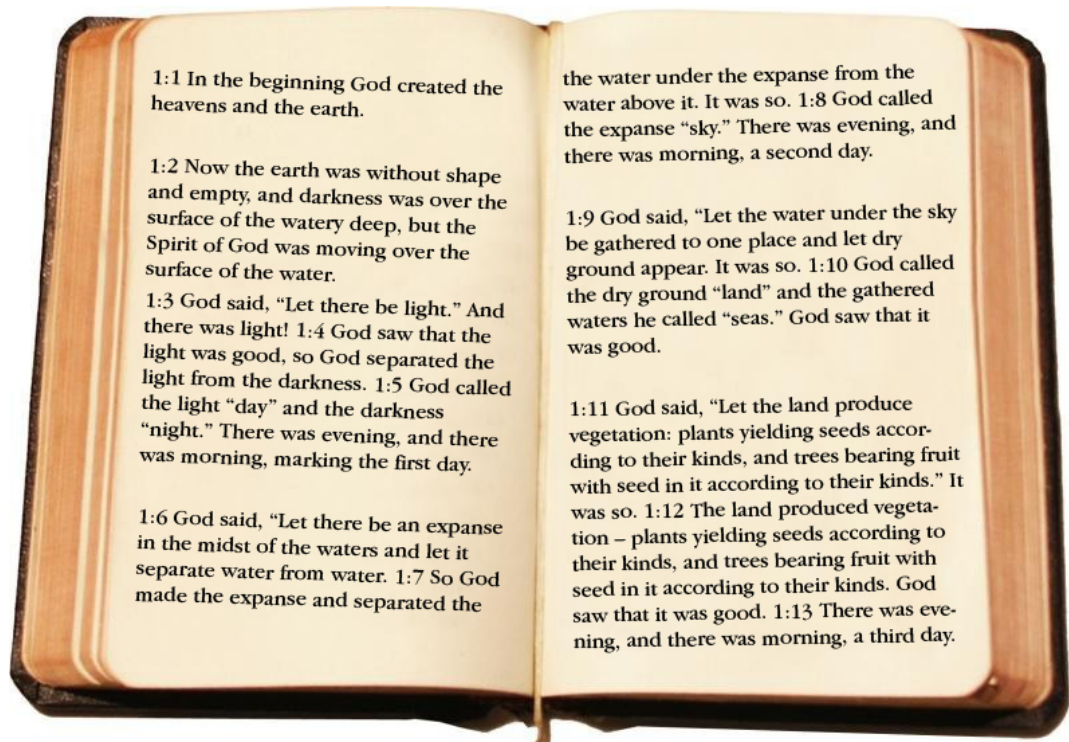 1:1 In the beginning God created the
heavens and the earth.
1:2 Now the earth was without shape
and empty, and darkness was over the
surface of the watery deep, but the
Spirit of God was moving over the
surface of the water.
1:3 God said, “Let there be light.” And
there was light! 1:4 God saw that the
light was good, so God separated the
light from the darkness. 1:5 God called
the light “day” and the darkness
“night.” There was evening, and there
was morning, marking the first day.
1:6 God said, “Let there be an expanse
in the midst of the waters and let it
separate water from water. 1:7 So God
made the expanse and separated the
the water under the expanse from the
water above it. It was so. 1:8 God called
the expanse “sky.” There was evening, and
there was morning, a second day.
1:9 God said, “Let the water under the sky
be gathered to one place and let dry
ground appear. It was so. 1:10 God called
the dry ground “land” and the gathered
waters he called “seas.” God saw that it
was good.
1:11 God said, “Let the land produce
vegetation: plants yielding seeds accor-
ding to their kinds, and trees bearing fruit
with seed in it according to their kinds.” It
was so. 1:12 The land produced vegeta-
tion – plants yielding seeds according to
their kinds, and trees bearing fruit with
seed in it according to their kinds. God
saw that it was good. 1:13 There was eve-
ning, and there was morning, a third day.